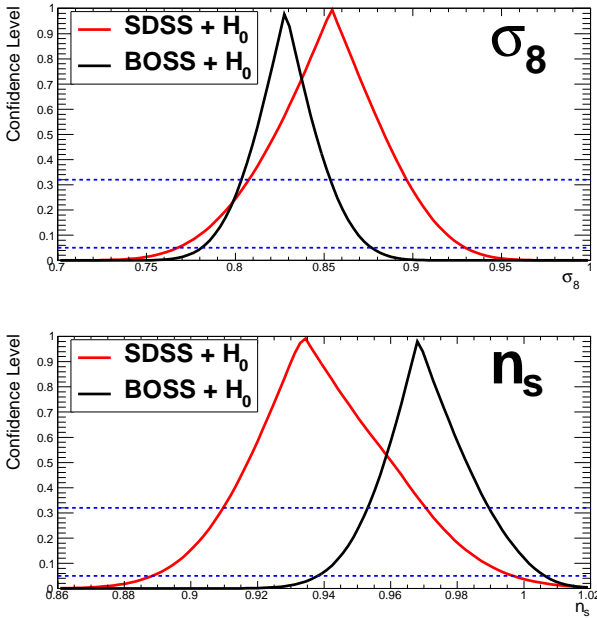 1
0.9
0.8
0.7
0.6
0.5
0.4
0.3
0.2
0.1
0
Confidence Level
SDSS + H₀
BOSS + H₀
σ₈
0.7 0.75 0.8 0.85 0.9 0.95 1
σ₈
1
0.9
0.8
0.7
0.6
0.5
0.4
0.3
0.2
0.1
0
Confidence Level
SDSS + H₀
BOSS + H₀
nₛ
0.86 0.88 0.9 0.92 0.94 0.96 0.98 1 1.02
nₛ